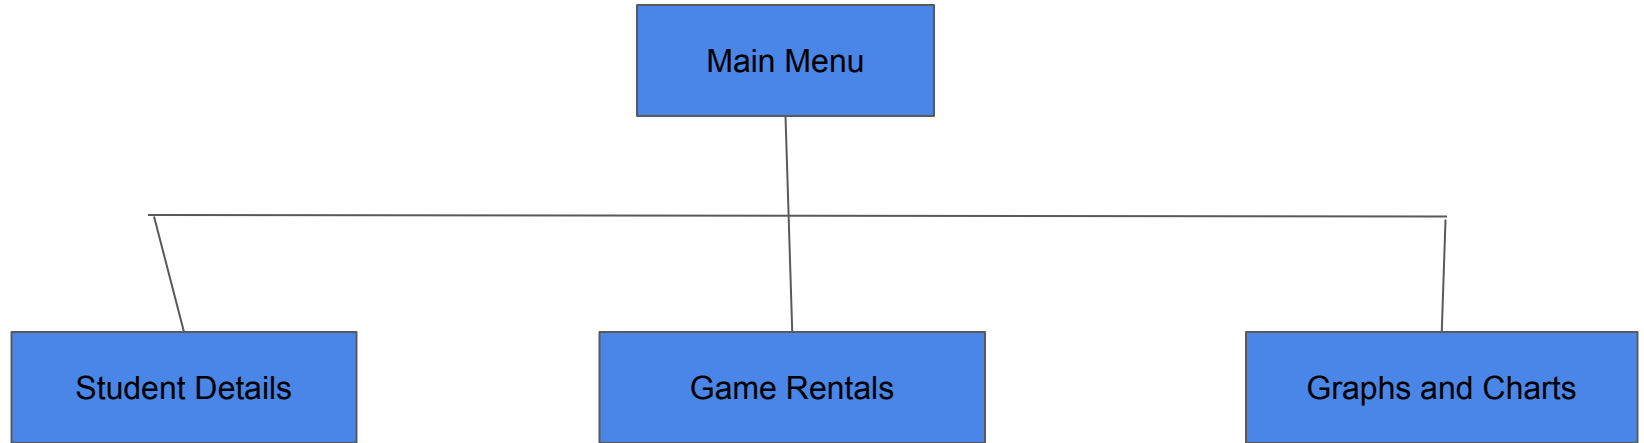 Main Menu
Student Details
Game Rentals
Graphs and Charts